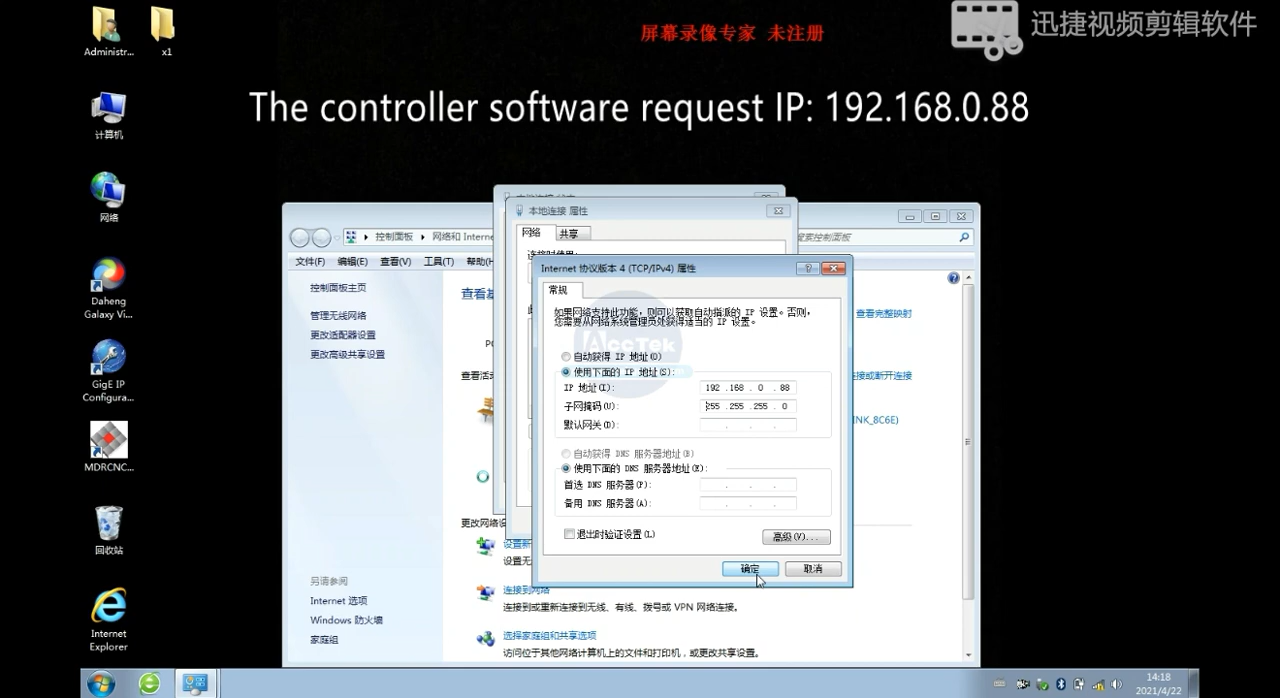 屏幕录像专家 未注册
迅捷视频剪辑软件
The controller software request IP: 192.168.0.88
Administr...
x1
计算机
网络
Daheng
Galaxy Vi...
GigE IP
Configura...
MDRCNC...
回收站
Internet
Explorer
控制面板
网络和 Interne
搜索控制面板
文件(F) 编辑(E) 查看(V) 工具(T) 帮助(H
控制面板主页
管理无线网络
更改适配器设置
更改高级共享设置
另请参阅
Internet 选项
Windows 防火墙
家庭组
查看完整映射
接或断开连接
INK_8C6E)
连接到网络
连接到或重新连接到无线、有线、拨号或 VPN 网络连接。
选择家庭组和共享选项
访问位于其他网络计算机上的文件和打印机，或更改共享设置。
本地连接 属性
网络 共享
Internet 协议版本 4 (TCP/IPv4) 属性
常规
如果网络支持此功能，则可以获取自动指派的 IP 设置。否则，
您需要从网络系统管理员处获得适当的 IP 设置。
AccTek
自动获得 IP 地址(O)
使用下面的 IP 地址(S):
IP 地址(I): 192 .168 . 0 . 88
子网掩码(U): 255 .255 .255 . 0
默认网关(D):
自动获得 DNS 服务器地址(B)
使用下面的 DNS 服务器地址(E):
首选 DNS 服务器(P):
备用 DNS 服务器(A):
退出时验证设置(L)
高级(V)...
确定 取消
14:18
2021/4/22